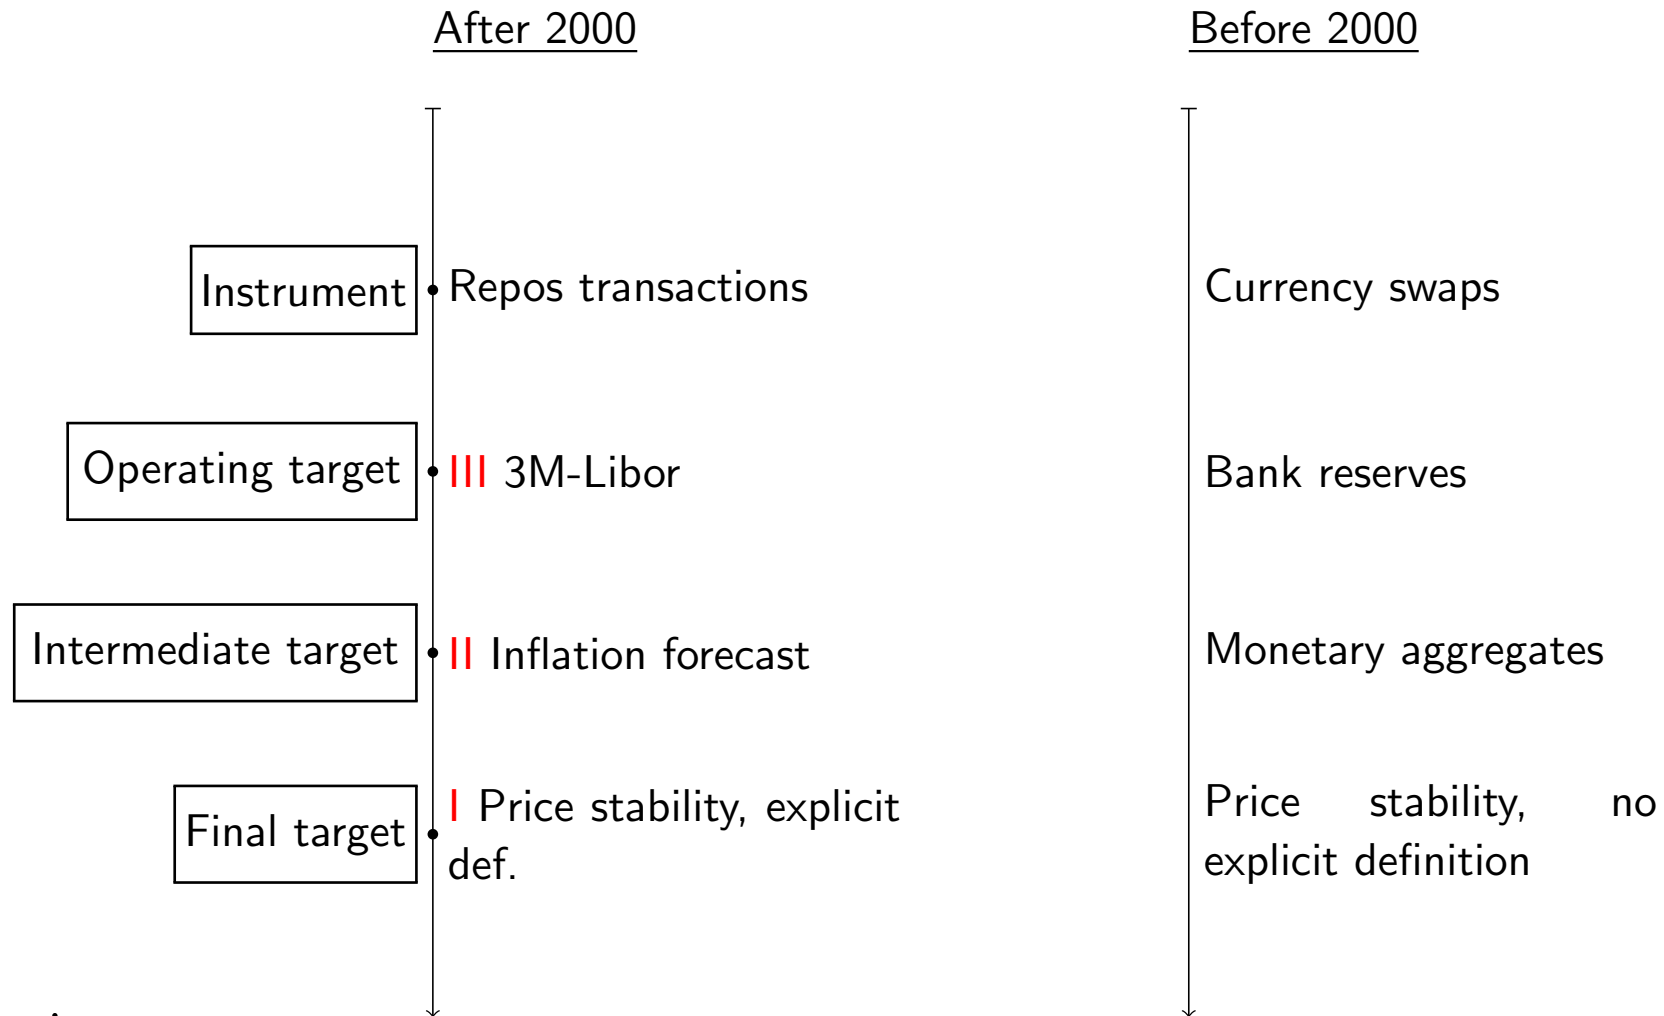 After 2000
Before 2000
Instrument
Repos transactions
Currency swaps
Operating target
III 3M-Libor
Bank reserves
Intermediate target
II Inflation forecast
Monetary aggregates
Final target
I Price stability, explicit
def.
Price stability, no
explicit definition